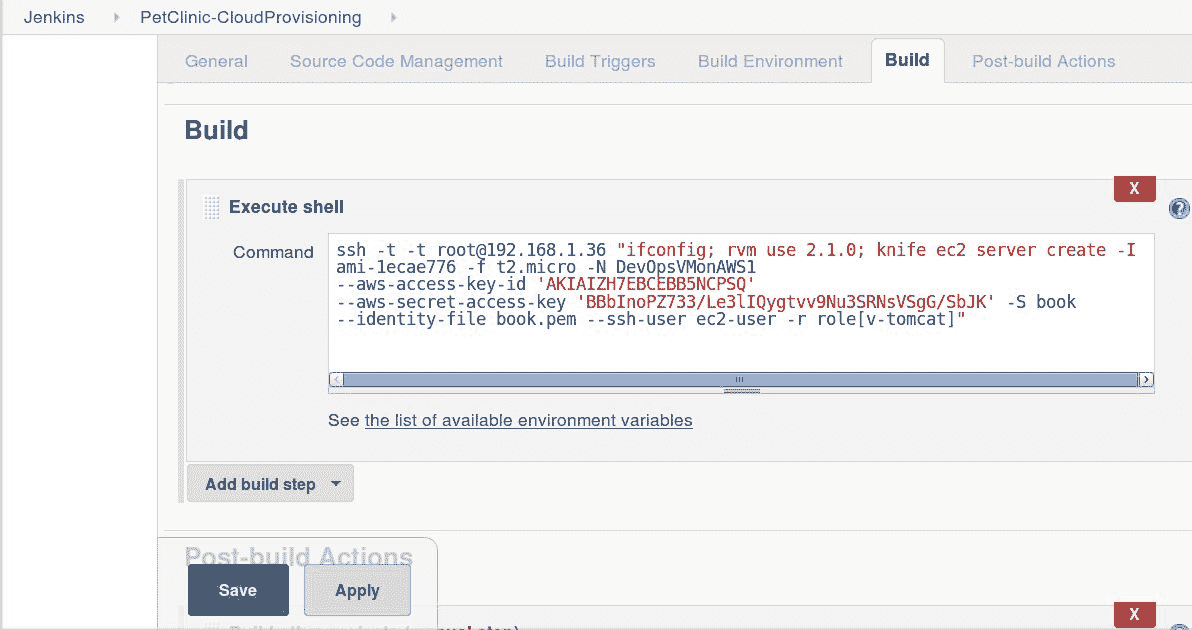 Jenkins PetClinic-CloudProvisioning
General Source Code Management Build Triggers Build Environment Build Post-build Actions
Build
X
Execute shell
Command
ssh -t -t root@192.168.1.36 "ifconfig; rvm use 2.1.0; knife ec2 server create -I
ami-1ecae776 -f t2.micro -N DevOpsVMonAWS1
--aws-access-key-id 'AKIAIZH7EBCEBB5NCPSQ'
--aws-secret-access-key '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' -S book
--identity-file book.pem --ssh-user ec2-user -r role[v-tomcat]"
See the list of available environment variables
Add build step
Post-build Actions
Save Apply
X